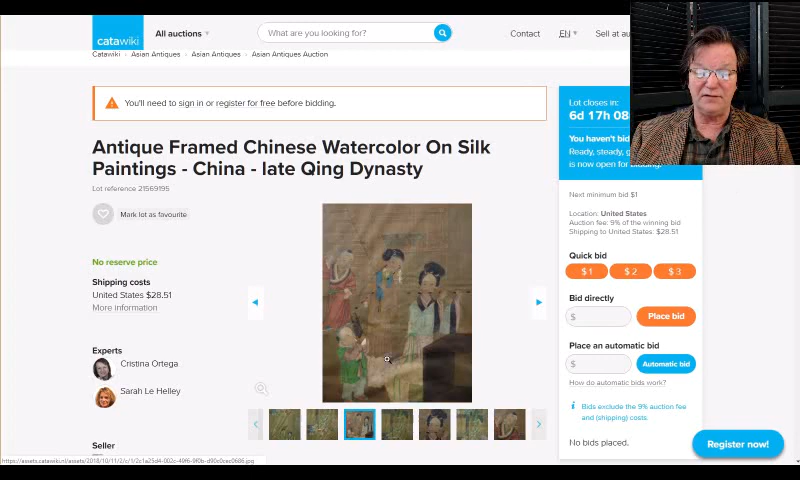 catawiki
All auctions
What are you looking for?
Contact
EN
Sell at au
Catawiki > Asian Antiques > Asian Antiques > Asian Antiques Auction
You'll need to sign in or register for free before bidding.
Antique Framed Chinese Watercolor On Silk
Paintings - China - late Qing Dynasty
Lot reference 21569195
Mark lot as favourite
No reserve price
Shipping costs
United States $28.51
More information
Experts
Cristina Ortega
Sarah Le Helley
Seller
Lot closes in:
6d 17h 08
You haven't bid
Ready, steady, g
is now open for bidding.
Next minimum bid $1
Location: United States
Auction fee: 9% of the winning bid
Shipping to United States: $28.51
Quick bid
$ 1
$ 2
$ 3
Bid directly
$
Place bid
Place an automatic bid
$
Automatic bid
How do automatic bids work?
i Bids exclude the 9% auction fee
and (shipping) costs.
No bids placed.
Register now!